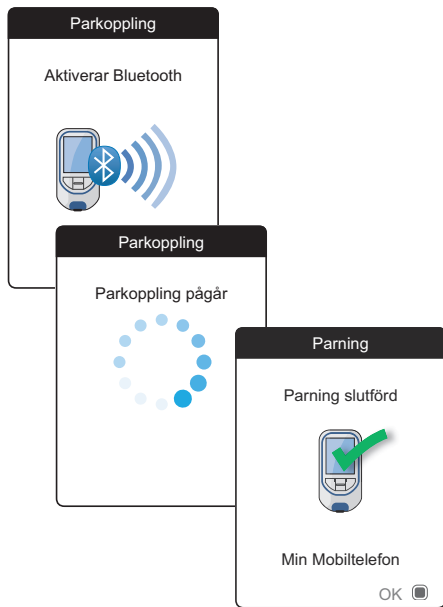 Parkoppling
Aktiverar Bluetooth
Parkoppling
Parkoppling pågår
Parning
Parning slutförd
Min Mobiltelefon
OK